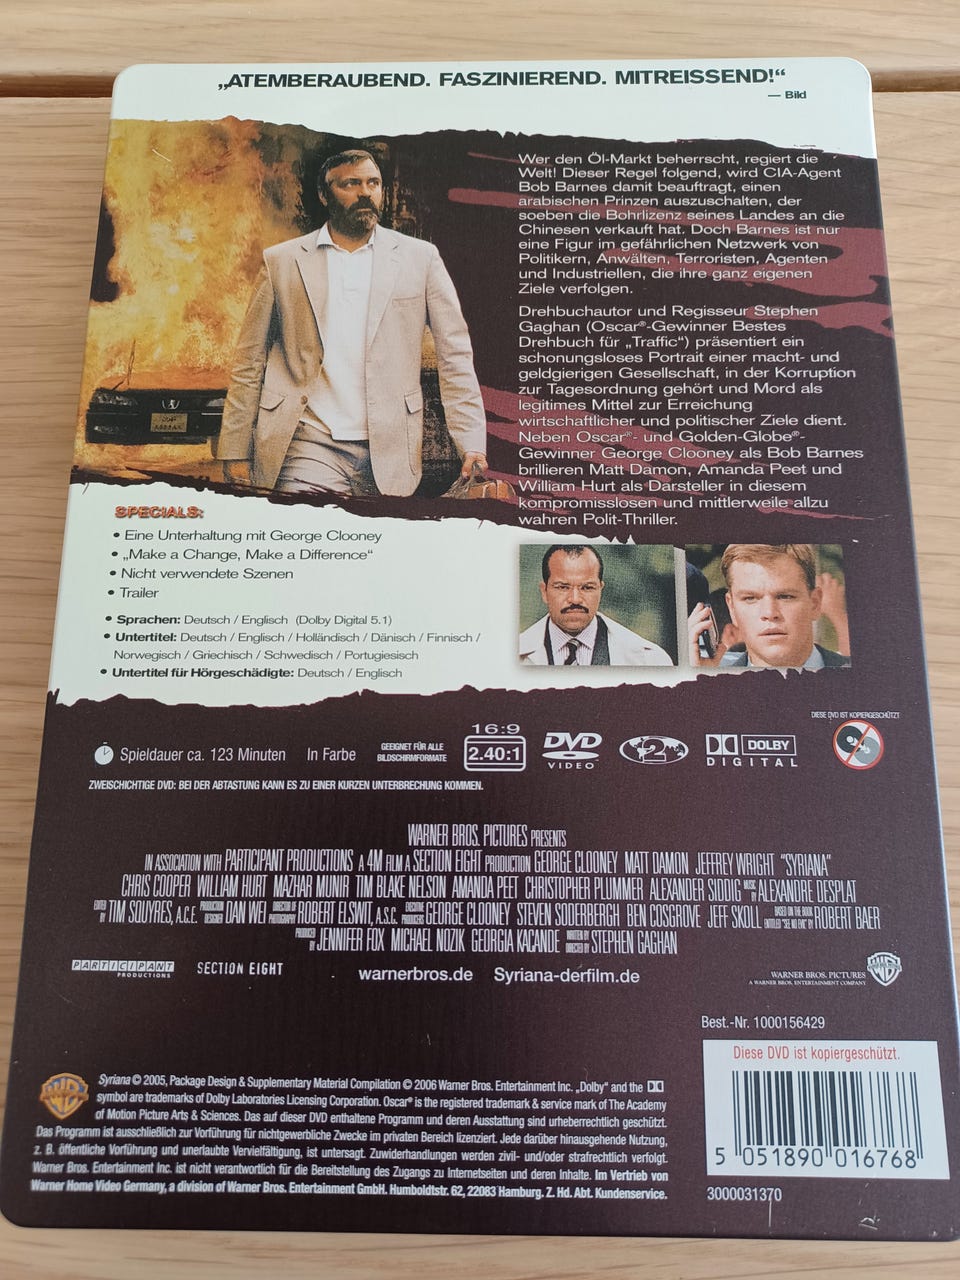 „ATEMBERAUBEND. FASZINIEREND. MITREISSEND!“
— Bild
Wer den Öl-Markt beherrscht, regiert die
Welt! Dieser Regel folgend, wird CIA-Agent
Bob Barnes damit beauftragt, einen
arabischen Prinzen auszuschalten, der
soeben die Bohrlizenz seines Landes an die
Chinesen verkauft hat. Doch Barnes ist nur
eine Figur im gefährlichen Netzwerk von
Politikern, Anwälten, Terroristen, Agenten
und Industriellen, die ihre ganz eigenen
Ziele verfolgen.
Drehbuchautor und Regisseur Stephen
Gaghan (Oscar®-Gewinner Bestes
Drehbuch für „Traffic“) präsentiert ein
schonungsloses Portrait einer macht- und
geldgierigen Gesellschaft, in der Korruption
zur Tagesordnung gehört und Mord als
legitimes Mittel zur Erreichung
wirtschaftlicher und politischer Ziele dient.
Neben Oscar®- und Golden-Globe®-
Gewinner George Clooney als Bob Barnes
brillieren Matt Damon, Amanda Peet und
William Hurt als Darsteller in diesem
kompromisslosen und mittlerweile allzu
wahren Polit-Thriller.
SPECIALS:
• Eine Unterhaltung mit George Clooney
• „Make a Change, Make a Difference“
• Nicht verwendete Szenen
• Trailer
• Sprachen: Deutsch / Englisch (Dolby Digital 5.1)
• Untertitel: Deutsch / Englisch / Holländisch / Dänisch / Finnisch /
Norwegisch / Griechisch / Schwedisch / Portugiesisch
• Untertitel für Hörgeschädigte: Deutsch / Englisch
DIESE DVD IST KOPIERGESCHÜTZT
Spieldauer ca. 123 Minuten
In Farbe
GEEIGNET FÜR ALLE
BILDSCHIRMFORMATE
16:9
2.40:1
DVD
VIDEO
2
DOLBY
DIGITAL
ZWEISCHICHTIGE DVD: BEI DER ABTASTUNG KANN ES ZU EINER KURZEN UNTERBRECHUNG KOMMEN.
WARNER BROS. PICTURES PRESENTS
IN ASSOCIATION WITH PARTICIPANT PRODUCTIONS A 4M FILM A SECTION EIGHT PRODUCTION GEORGE CLOONEY MATT DAMON JEFFREY WRIGHT "SYRIANA"
CHRIS COOPER WILLIAM HURT MAZHAR MUNIR TIM BLAKE NELSON AMANDA PEET CHRISTOPHER PLUMMER ALEXANDER SIDDIG MUSIC BY ALEXANDRE DESPLAT
EDITED BY TIM SQUYRES, A.C.E. PRODUCTION DESIGNER DAN WEIL DIRECTOR OF PHOTOGRAPHY ROBERT ELSWIT, A.S.C. EXECUTIVE PRODUCERS GEORGE CLOONEY STEVEN SODERBERGH BEN COSGROVE JEFF SKOLL BASED ON THE BOOK ENTITLED "SEE NO EVIL" BY ROBERT BAER
PRODUCED BY JENNIFER FOX MICHAEL NOZIK GEORGIA KACANDES WRITTEN BY DIRECTED BY STEPHEN GAGHAN
PARTICIPANT
PRODUCTIONS
SECTION EIGHT
warnerbros.de
Syriana-derfilm.de
WARNER BROS. PICTURES
A WARNER BROS. ENTERTAINMENT COMPANY
Best.-Nr. 1000156429
Diese DVD ist kopiergeschützt.
5 051890 016768
3000031370
Syriana © 2005, Package Design & Supplementary Material Compilation © 2006 Warner Bros. Entertainment Inc. „Dolby“ and the
symbol are trademarks of Dolby Laboratories Licensing Corporation. Oscar® is the registered trademark & service mark of The Academy
of Motion Picture Arts & Sciences. Das auf dieser DVD enthaltene Programm und deren Ausstattung sind urheberrechtlich geschützt.
Das Programm ist ausschließlich zur Vorführung für nichtgewerbliche Zwecke im privaten Bereich lizenziert. Jede darüber hinausgehende Nutzung,
z. B. öffentliche Vorführung und unerlaubte Vervielfältigung, ist untersagt. Zuwiderhandlungen werden zivil- und/oder strafrechtlich verfolgt.
Warner Bros. Entertainment Inc. ist nicht verantwortlich für die Bereitstellung des Zugangs zu Internetseiten und deren Inhalte. Im Vertrieb von
Warner Home Video Germany, a division of Warner Bros. Entertainment GmbH. Humboldtstr. 62, 22083 Hamburg. Z. Hd. Abt. Kundenservice.